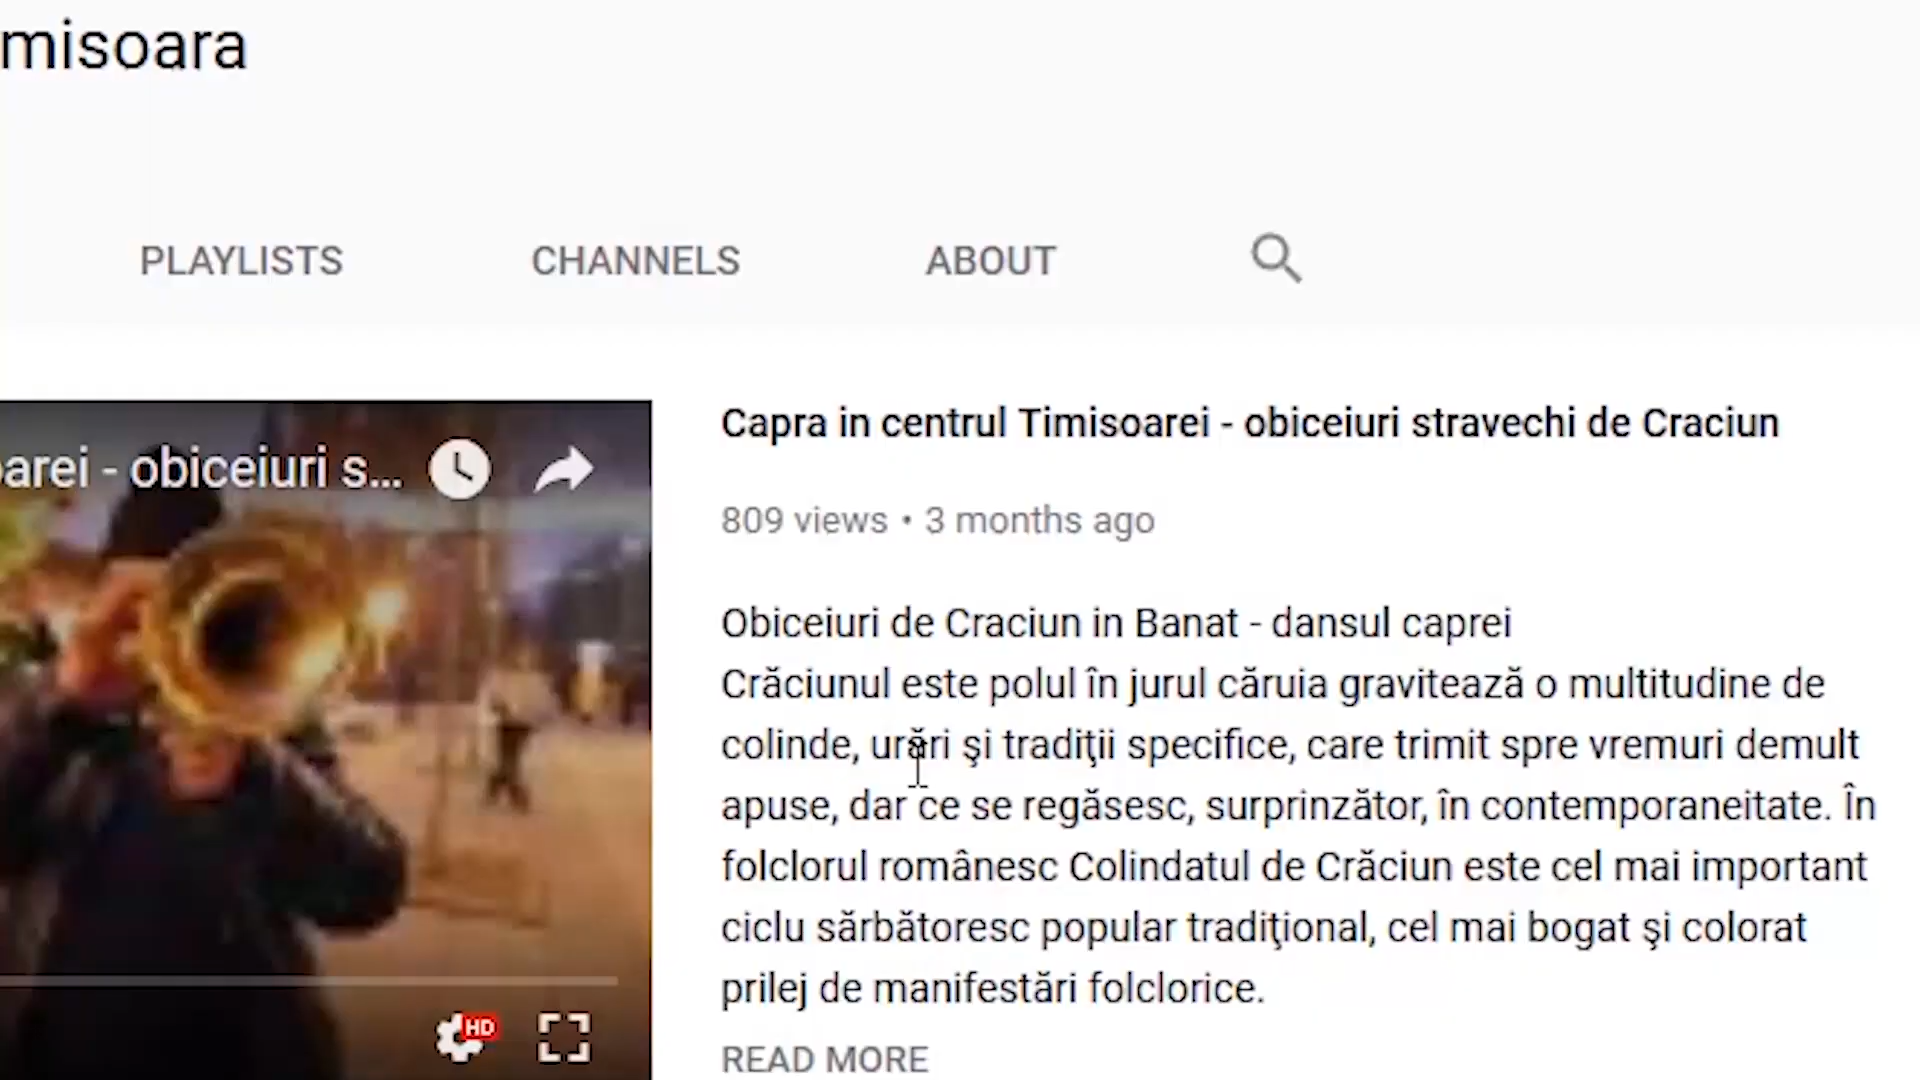 misoara
PLAYLISTS CHANNELS ABOUT
arei - obiceiuri s...
Capra in centrul Timisoarei - obiceiuri stravechi de Craciun
809 views • 3 months ago
Obiceiuri de Craciun in Banat - dansul caprei
Crăciunul este polul în jurul căruia gravitează o multitudine de
colinde, urări şi tradiţii specifice, care trimit spre vremuri demult
apuse, dar ce se regăsesc, surprinzător, în contemporaneitate. În
folclorul românesc Colindatul de Crăciun este cel mai important
ciclu sărbătoresc popular tradiţional, cel mai bogat şi colorat
prilej de manifestări folclorice.
HD
READ MORE